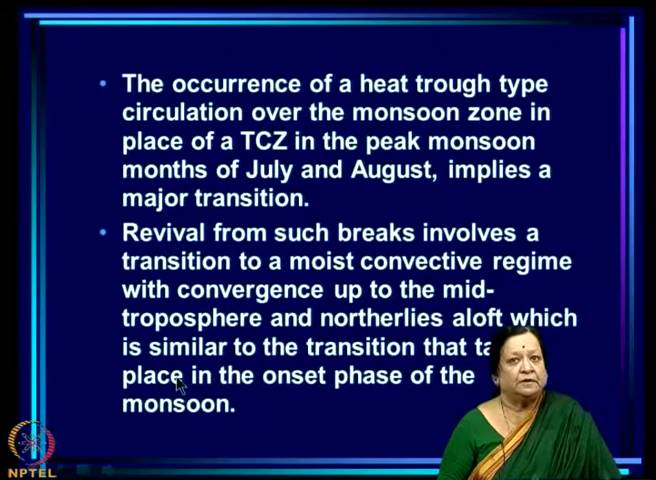 • The occurrence of a heat trough type
circulation over the monsoon zone in
place of a TCZ in the peak monsoon
months of July and August, implies a
major transition.
• Revival from such breaks involves a
transition to a moist convective regime
with convergence up to the mid-
troposphere and northerlies aloft which
is similar to the transition that
place in the onset phase of the
monsoon.
NPTEL